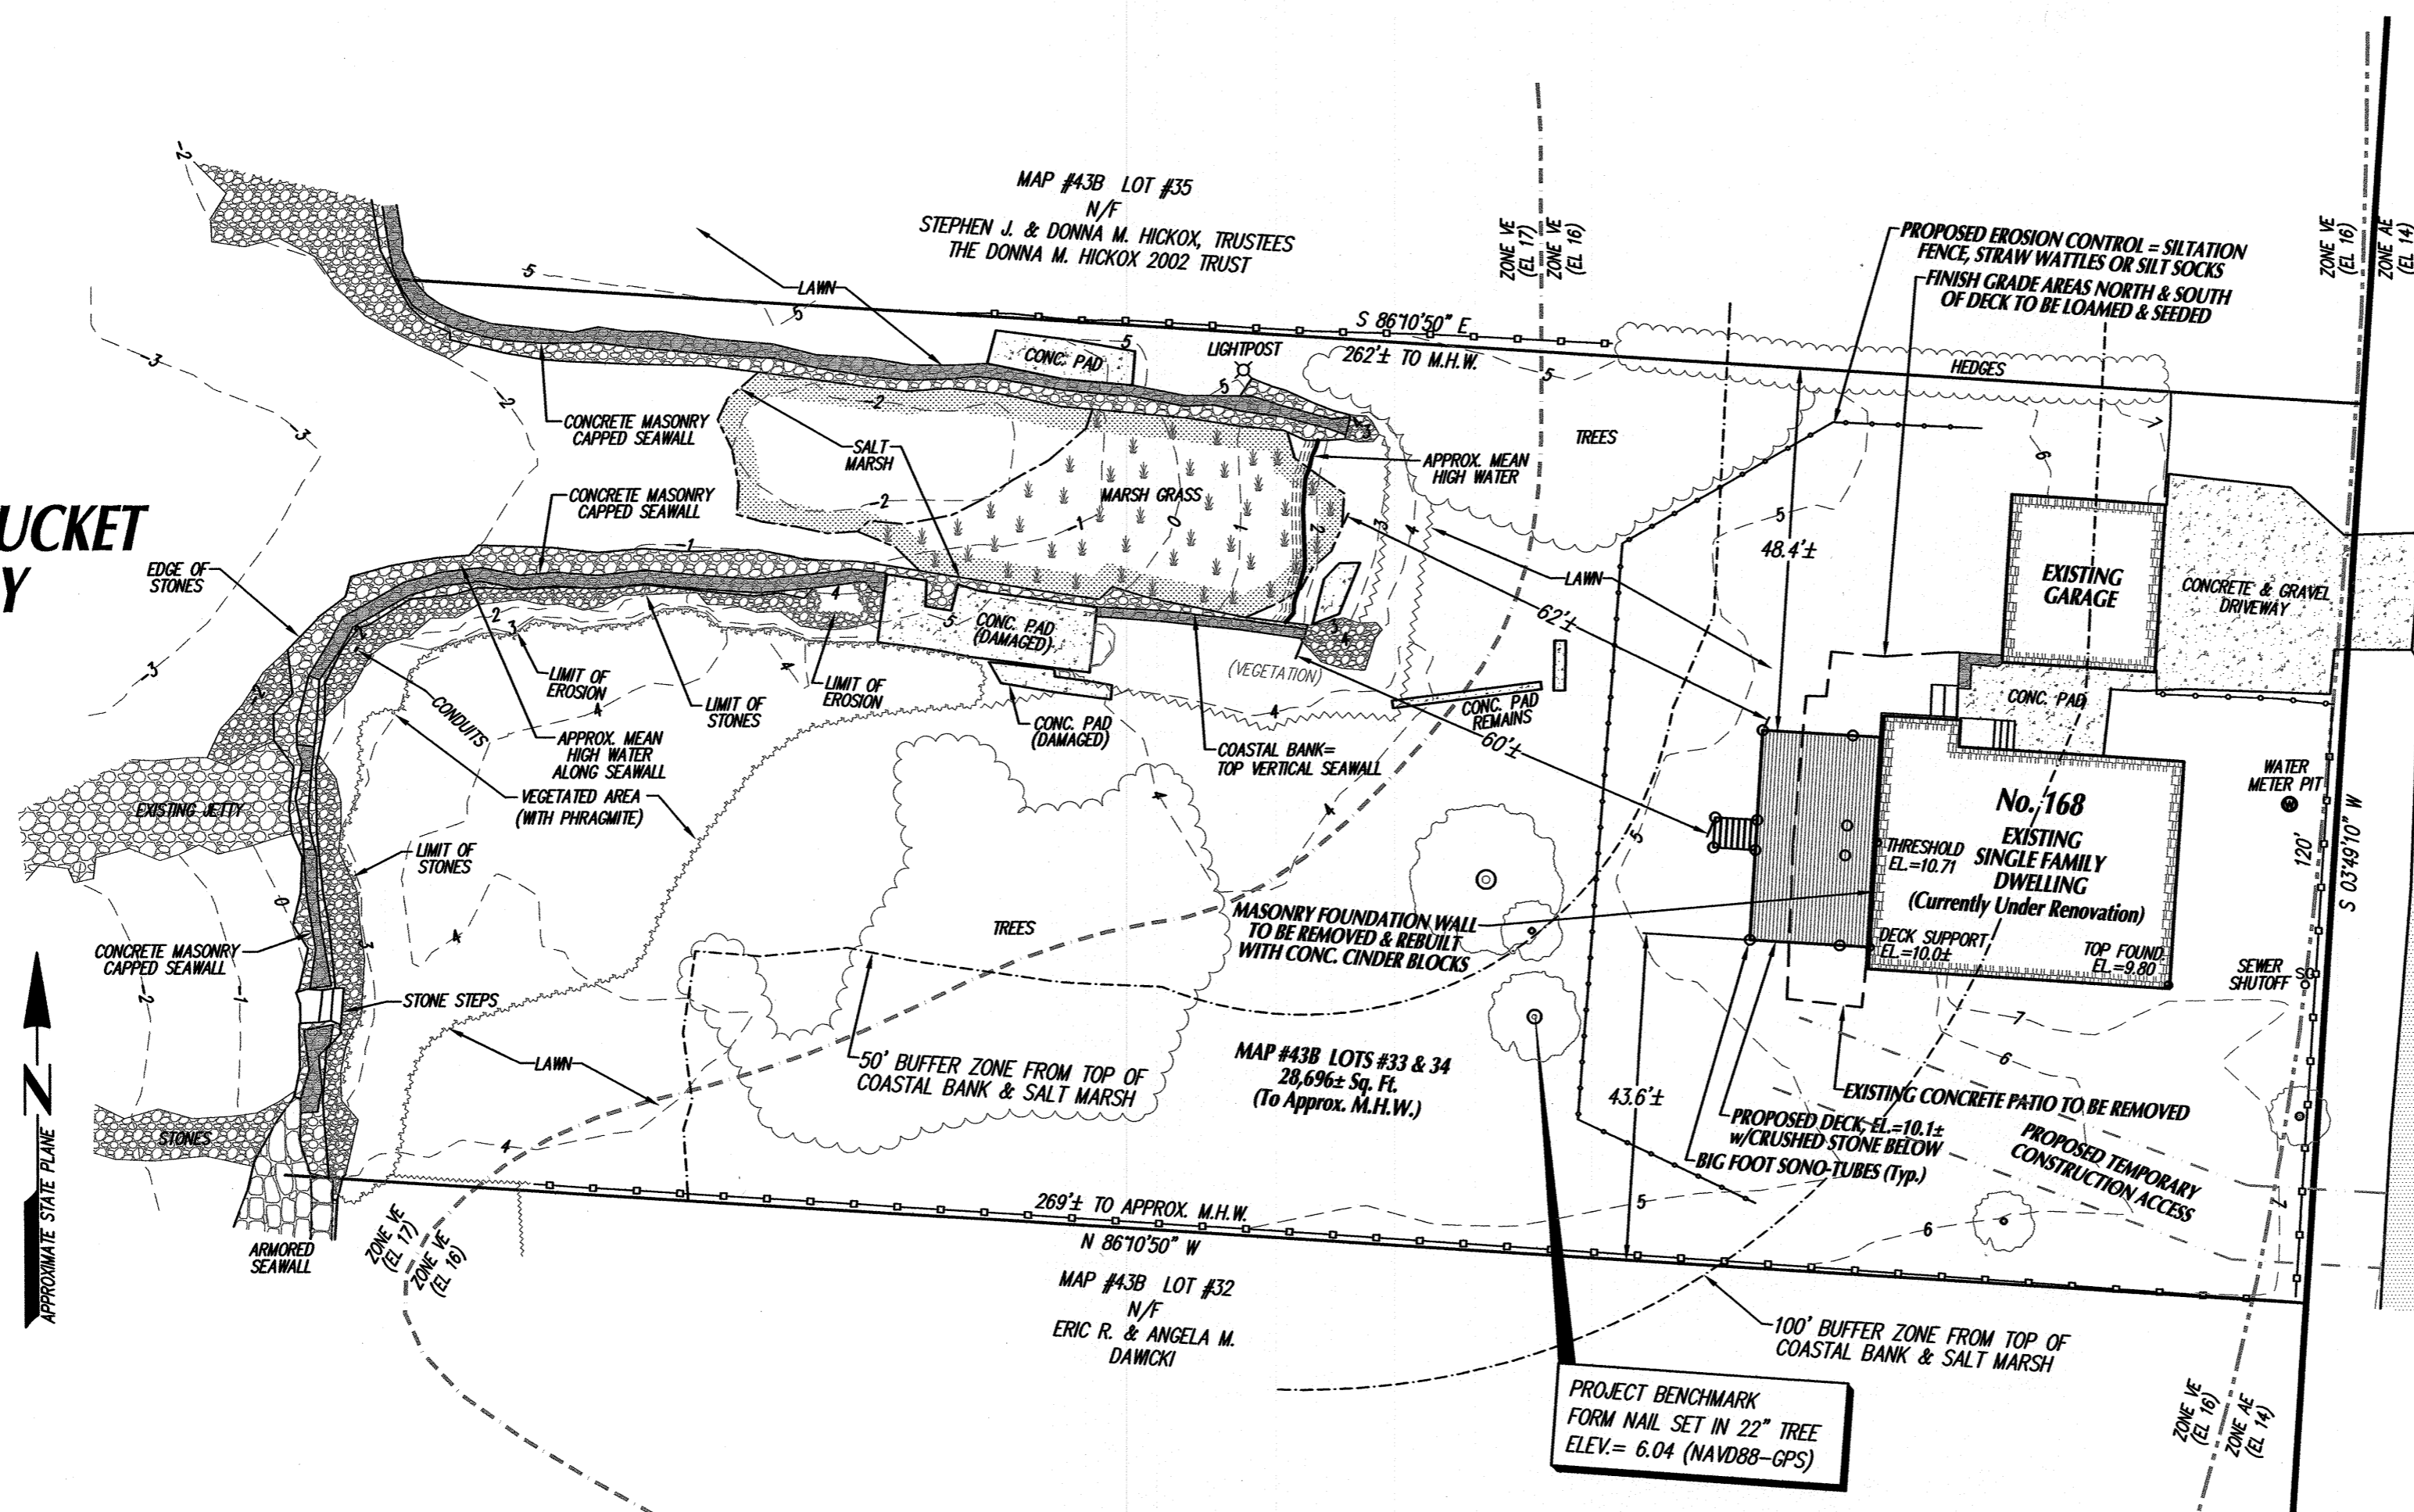 MAP #43B LOT #35
N/F
STEPHEN J. & DONNA M. HICKOX, TRUSTEES
THE DONNA M. HICKOX 2002 TRUST
LAWN
S 86°10'50" E
262'± TO M.H.W.
LIGHTPOST
CONC. PAD
ZONE VE
(EL 17)
ZONE VE
(EL 16)
PROPOSED EROSION CONTROL = SILTATION
FENCE, STRAW WATTLES OR SILT SOCKS
FINISH GRADE AREAS NORTH & SOUTH
OF DECK TO BE LOAMED & SEEDED
ZONE VE
(EL 16)
ZONE AE
(EL 14)
HEDGES
TREES
CONCRETE MASONRY
CAPPED SEAWALL
SALT
MARSH
APPROX. MEAN
HIGH WATER
MARSH GRASS
CONCRETE MASONRY
CAPPED SEAWALL
UCKET
Y
EDGE OF
STONES
48.4'±
LAWN
62'±
EXISTING
GARAGE
CONCRETE & GRAVEL
DRIVEWAY
CONC. PAD
(DAMAGED)
(VEGETATION)
LIMIT OF
EROSION
LIMIT OF
STONES
LIMIT OF
EROSION
CONC. PAD
(DAMAGED)
CONC. PAD
REMAINS
60'±
CONC. PAD
CONDUITS
APPROX. MEAN
HIGH WATER
ALONG SEAWALL
COASTAL BANK=
TOP VERTICAL SEAWALL
VEGETATED AREA
(WITH PHRAGMITE)
EXISTING JETTY
LIMIT OF
STONES
WATER
METER PIT
W
No. 168
EXISTING
SINGLE FAMILY
DWELLING
(Currently Under Renovation)
THRESHOLD
EL.=10.71
120'
S 03°49'10" W
MASONRY FOUNDATION WALL
TO BE REMOVED & REBUILT
WITH CONC. CINDER BLOCKS
TREES
DECK SUPPORT
EL.=10.0±
TOP FOUND.
EL.=9.80
SEWER
SHUTOFF
SO
CONCRETE MASONRY
CAPPED SEAWALL
STONE STEPS
LAWN
50' BUFFER ZONE FROM TOP OF
COASTAL BANK & SALT MARSH
MAP #43B LOTS #33 & 34
28,696± Sq. Ft.
(To Approx. M.H.W.)
43.6'±
EXISTING CONCRETE PATIO TO BE REMOVED
PROPOSED DECK, EL.=10.1±
w/CRUSHED STONE BELOW
BIG FOOT SONO-TUBES (Typ.)
PROPOSED TEMPORARY
CONSTRUCTION ACCESS
STONES
N
APPROXIMATE STATE PLANE
ARMORED
SEAWALL
ZONE VE
(EL 17)
ZONE VE
(EL 16)
269'± TO APPROX. M.H.W.
N 86°10'50" W
MAP #43B LOT #32
N/F
ERIC R. & ANGELA M.
DAWICKI
100' BUFFER ZONE FROM TOP OF
COASTAL BANK & SALT MARSH
PROJECT BENCHMARK
FORM NAIL SET IN 22" TREE
ELEV.= 6.04 (NAVD88-GPS)
ZONE VE
(EL 16)
ZONE AE
(EL 14)